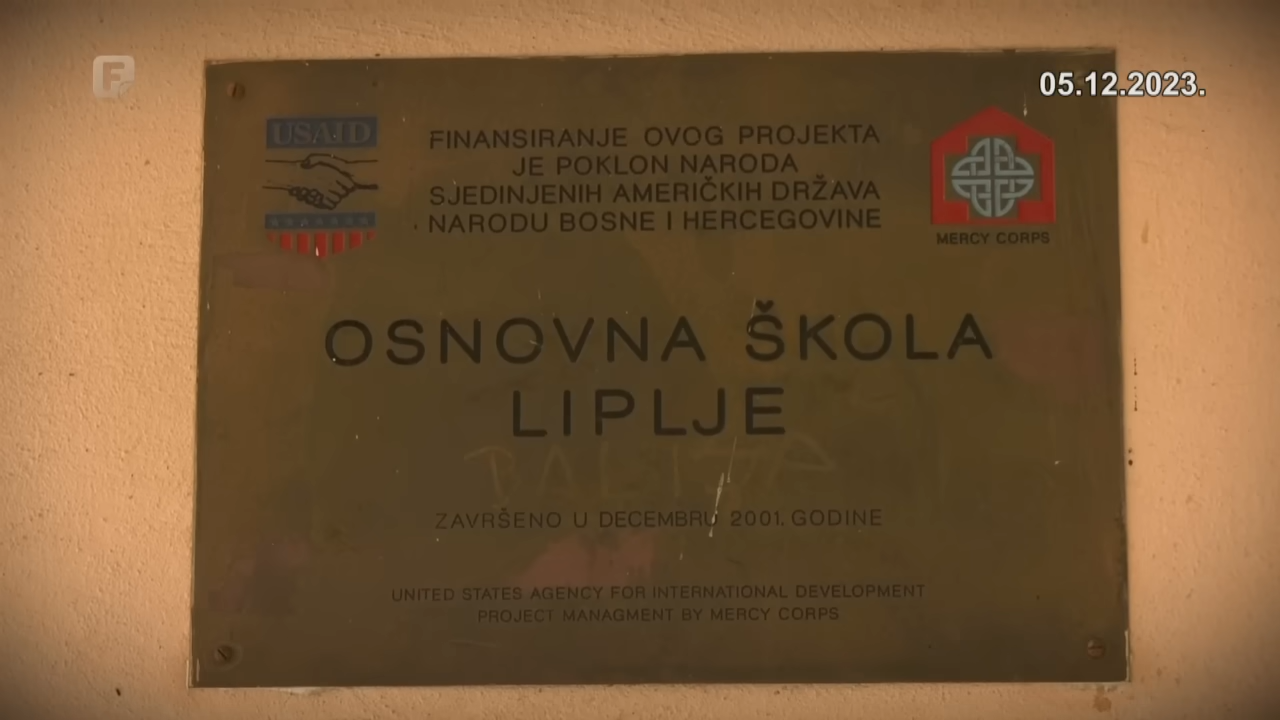 F
05.12.2023.
USAID
FINANSIRANJE OVOG PROJEKTA
JE POKLON NARODA
SJEDINJENIH AMERIČKIH DRŽAVA
NARODU BOSNE I HERCEGOVINE
MERCY CORPS
OSNOVNA ŠKOLA
LIPLJE
ZAVRŠENO U DECEMBRU 2001. GODINE
UNITED STATES AGENCY FOR INTERNATIONAL DEVELOPMENT
PROJECT MANAGMENT BY MERCY CORPS